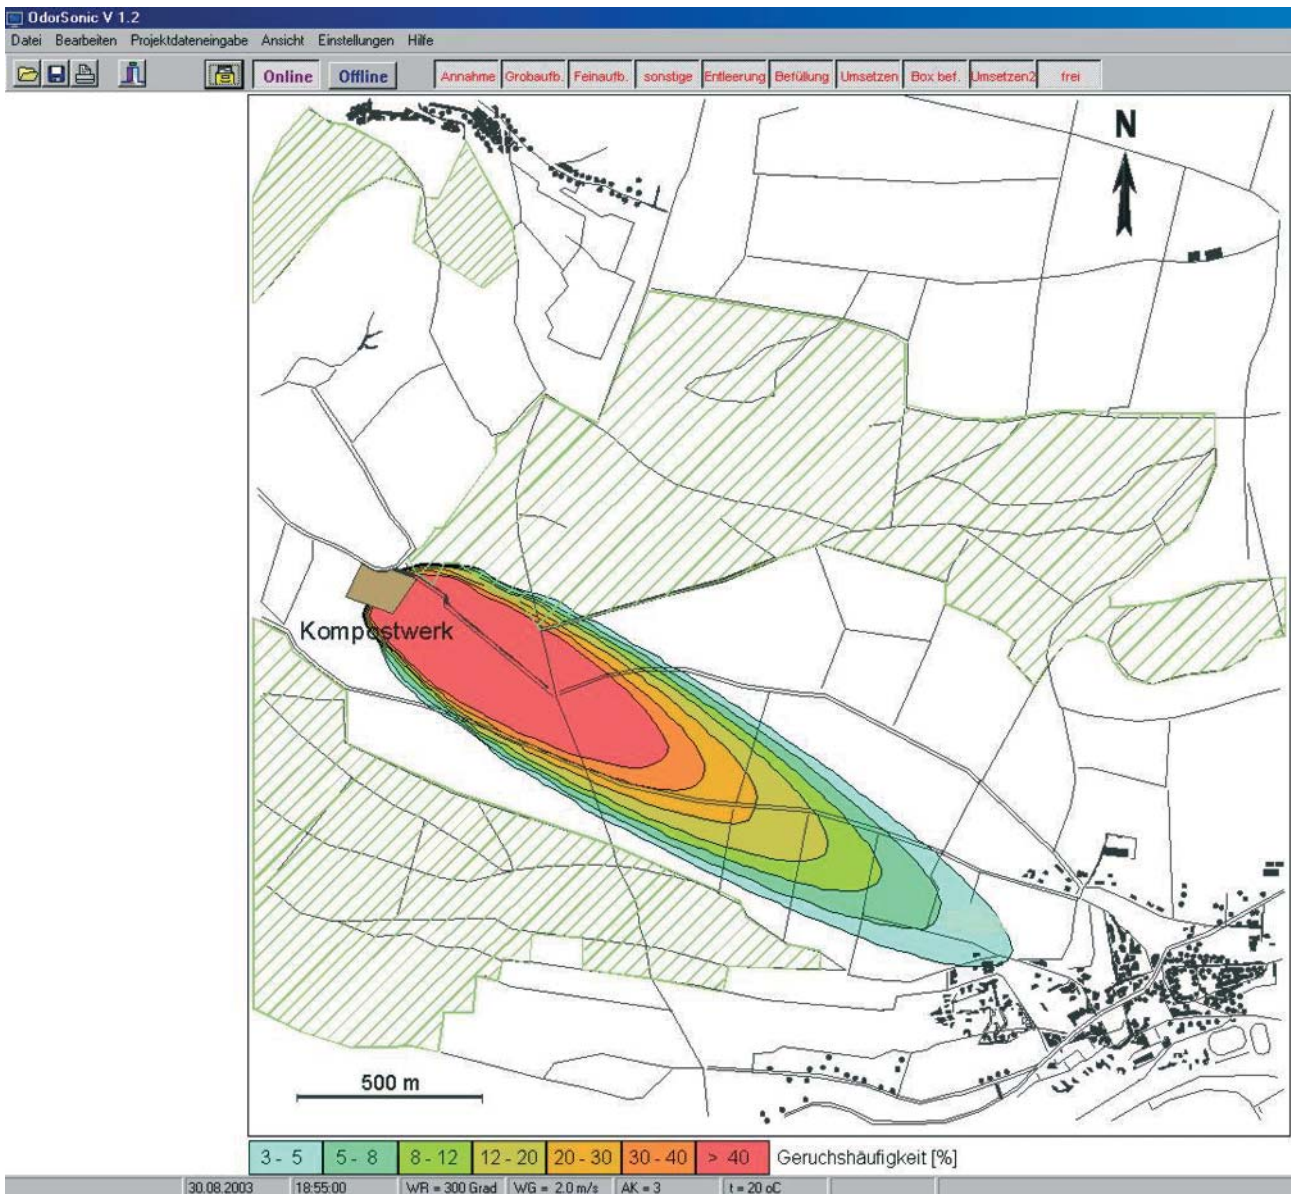 OdorSonic V 1.2
Datei Bearbeiten Projektdateneingabe Ansicht Einstellungen Hilfe
Online Offline Annahme Grobaufb. Feinaufb. sonstige Entleerung Befüllung Umsetzen Box bef. Umsetzen2 frei
N
Kompostwerk
500 m
3 - 5 5 - 8 8 - 12 12 - 20 20 - 30 30 - 40 > 40 Geruchshäufigkeit [%]
30.08.2003 18:55:00 WR = 300 Grad WG = 2.0 m/s AK = 3 t = 20 oC